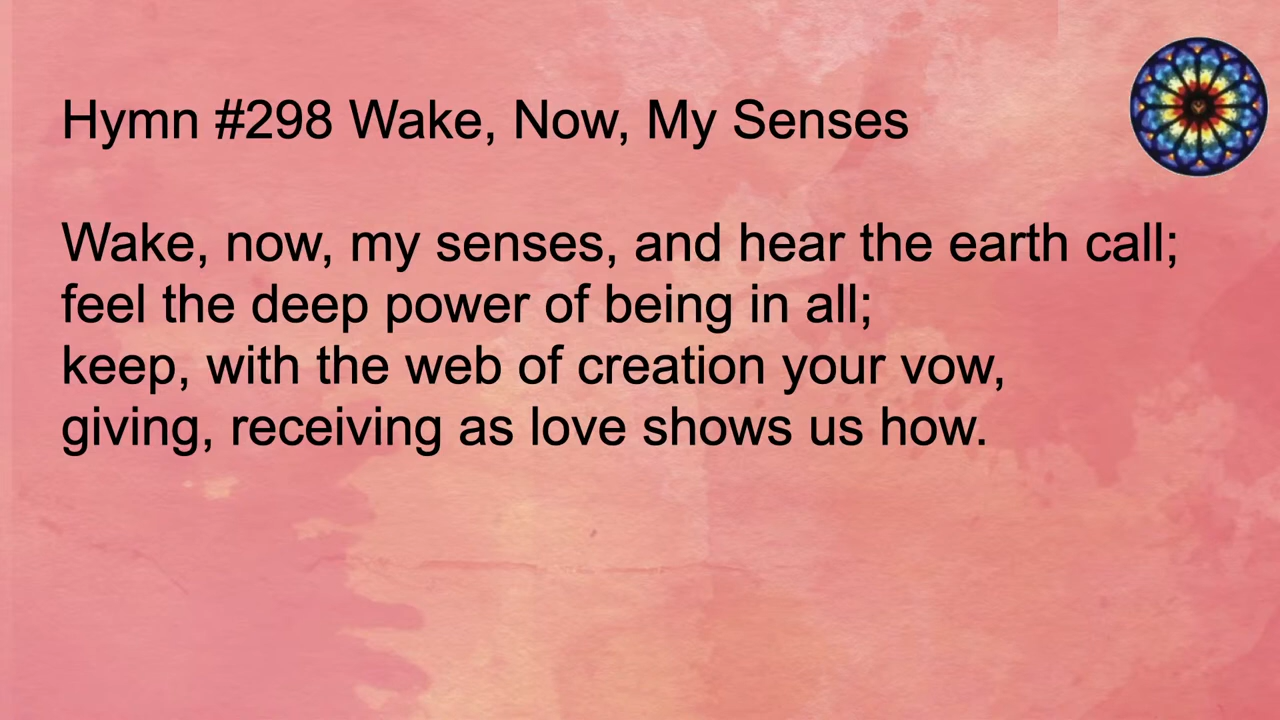 Hymn #298 Wake, Now, My Senses
Wake, now, my senses, and hear the earth call;
feel the deep power of being in all;
keep, with the web of creation your vow,
giving, receiving as love shows us how.